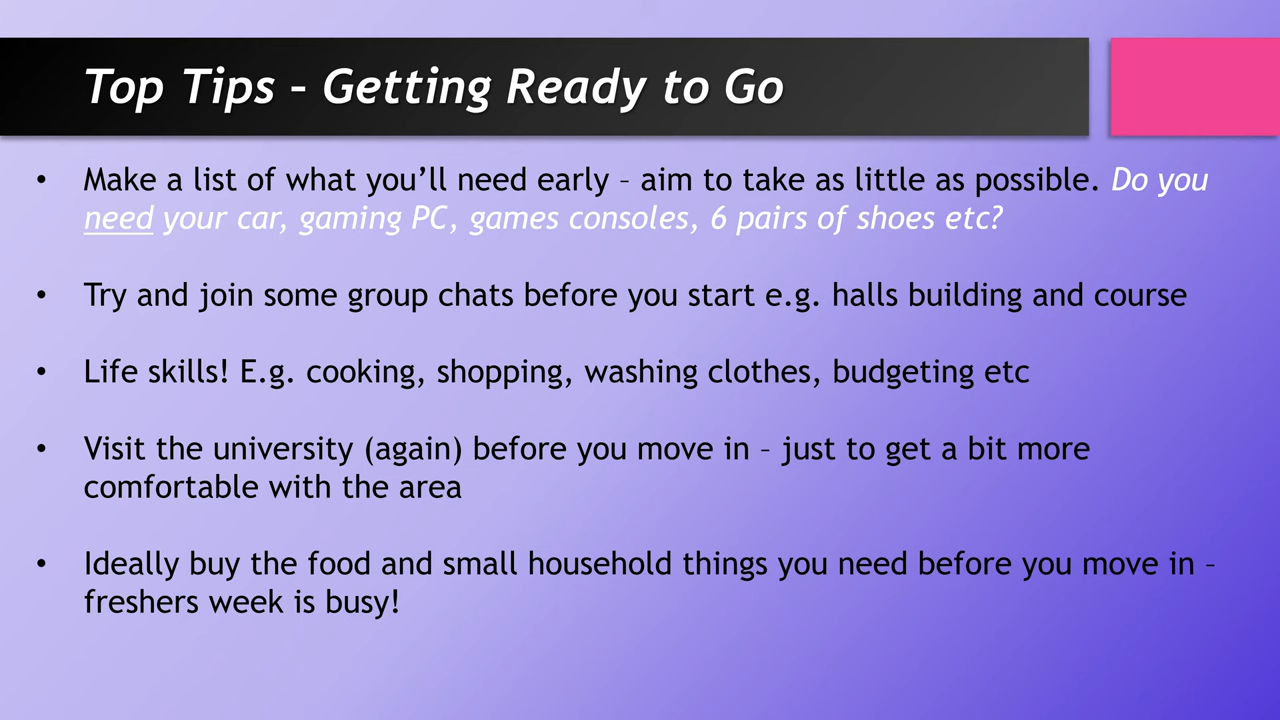 Top Tips – Getting Ready to Go
• Make a list of what you’ll need early – aim to take as little as possible. Do you
need your car, gaming PC, games consoles, 6 pairs of shoes etc?
• Try and join some group chats before you start e.g. halls building and course
• Life skills! E.g. cooking, shopping, washing clothes, budgeting etc
• Visit the university (again) before you move in – just to get a bit more
comfortable with the area
• Ideally buy the food and small household things you need before you move in –
freshers week is busy!